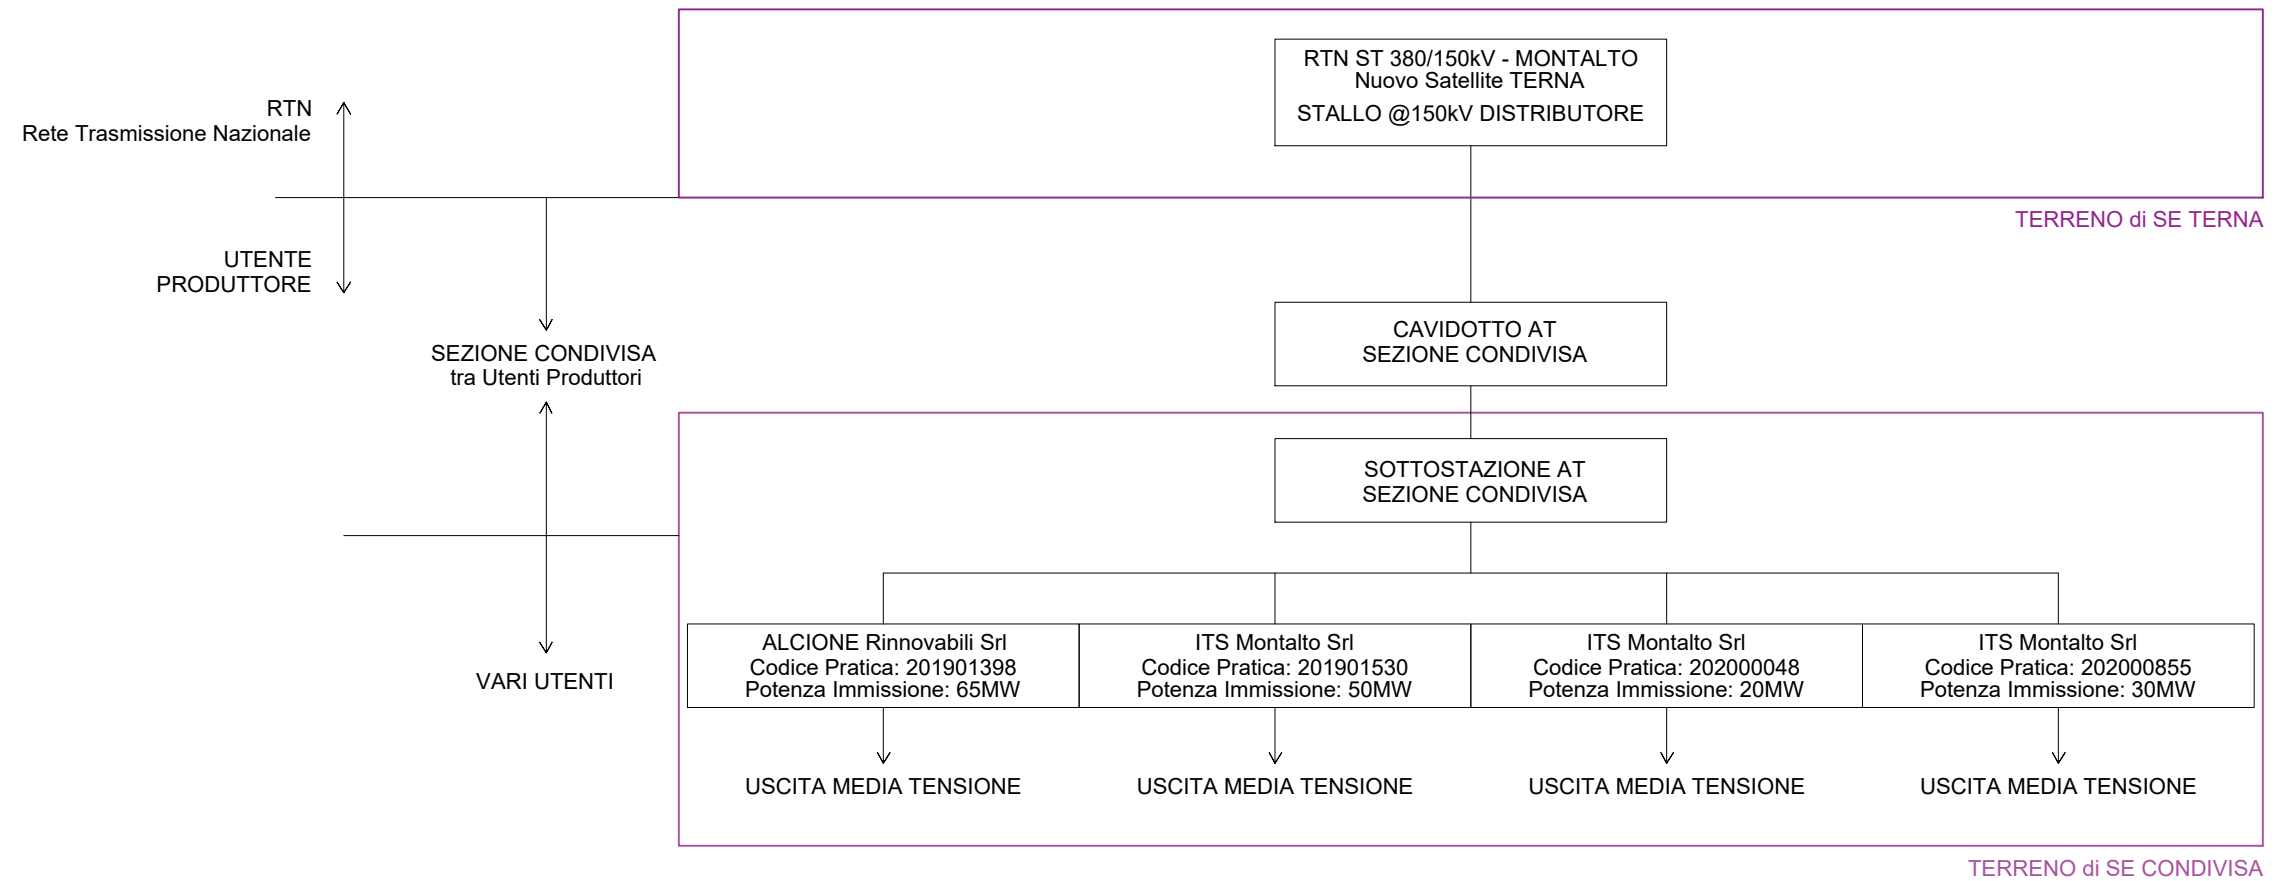 RTN ST 380/150kV - MONTALTO
Nuovo Satellite TERNA
STALLO @150kV DISTRIBUTORE
RTN
Rete Trasmissione Nazionale
TERRENO di SE TERNA
UTENTE
PRODUTTORE
SEZIONE CONDIVISA
tra Utenti Produttori
CAVIDOTTO AT
SEZIONE CONDIVISA
SOTTOSTAZIONE AT
SEZIONE CONDIVISA
VARI UTENTI
ALCIONE Rinnovabili Srl
Codice Pratica: 201901398
Potenza Immissione: 65MW
ITS Montalto Srl
Codice Pratica: 201901530
Potenza Immissione: 50MW
ITS Montalto Srl
Codice Pratica: 202000048
Potenza Immissione: 20MW
ITS Montalto Srl
Codice Pratica: 202000855
Potenza Immissione: 30MW
USCITA MEDIA TENSIONE
USCITA MEDIA TENSIONE
USCITA MEDIA TENSIONE
USCITA MEDIA TENSIONE
TERRENO di SE CONDIVISA